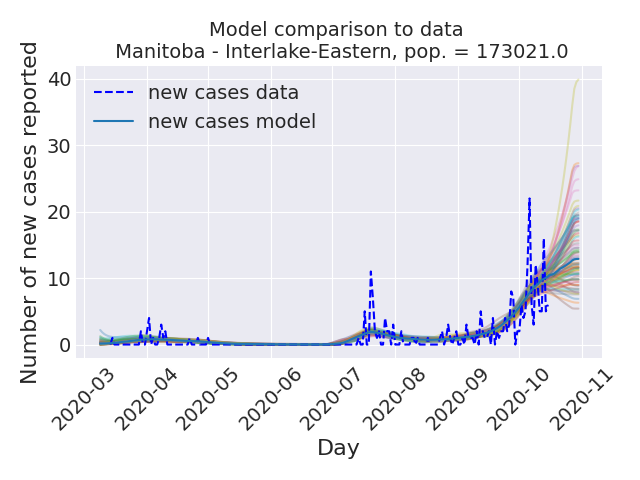 Model comparison to data
Manitoba - Interlake-Eastern, pop. = 173021.0
Number of new cases reported
40
30
20
10
0
new cases data
new cases model
2020-03
2020-04
2020-05
2020-06
2020-07
2020-08
2020-09
2020-10
2020-11
Day